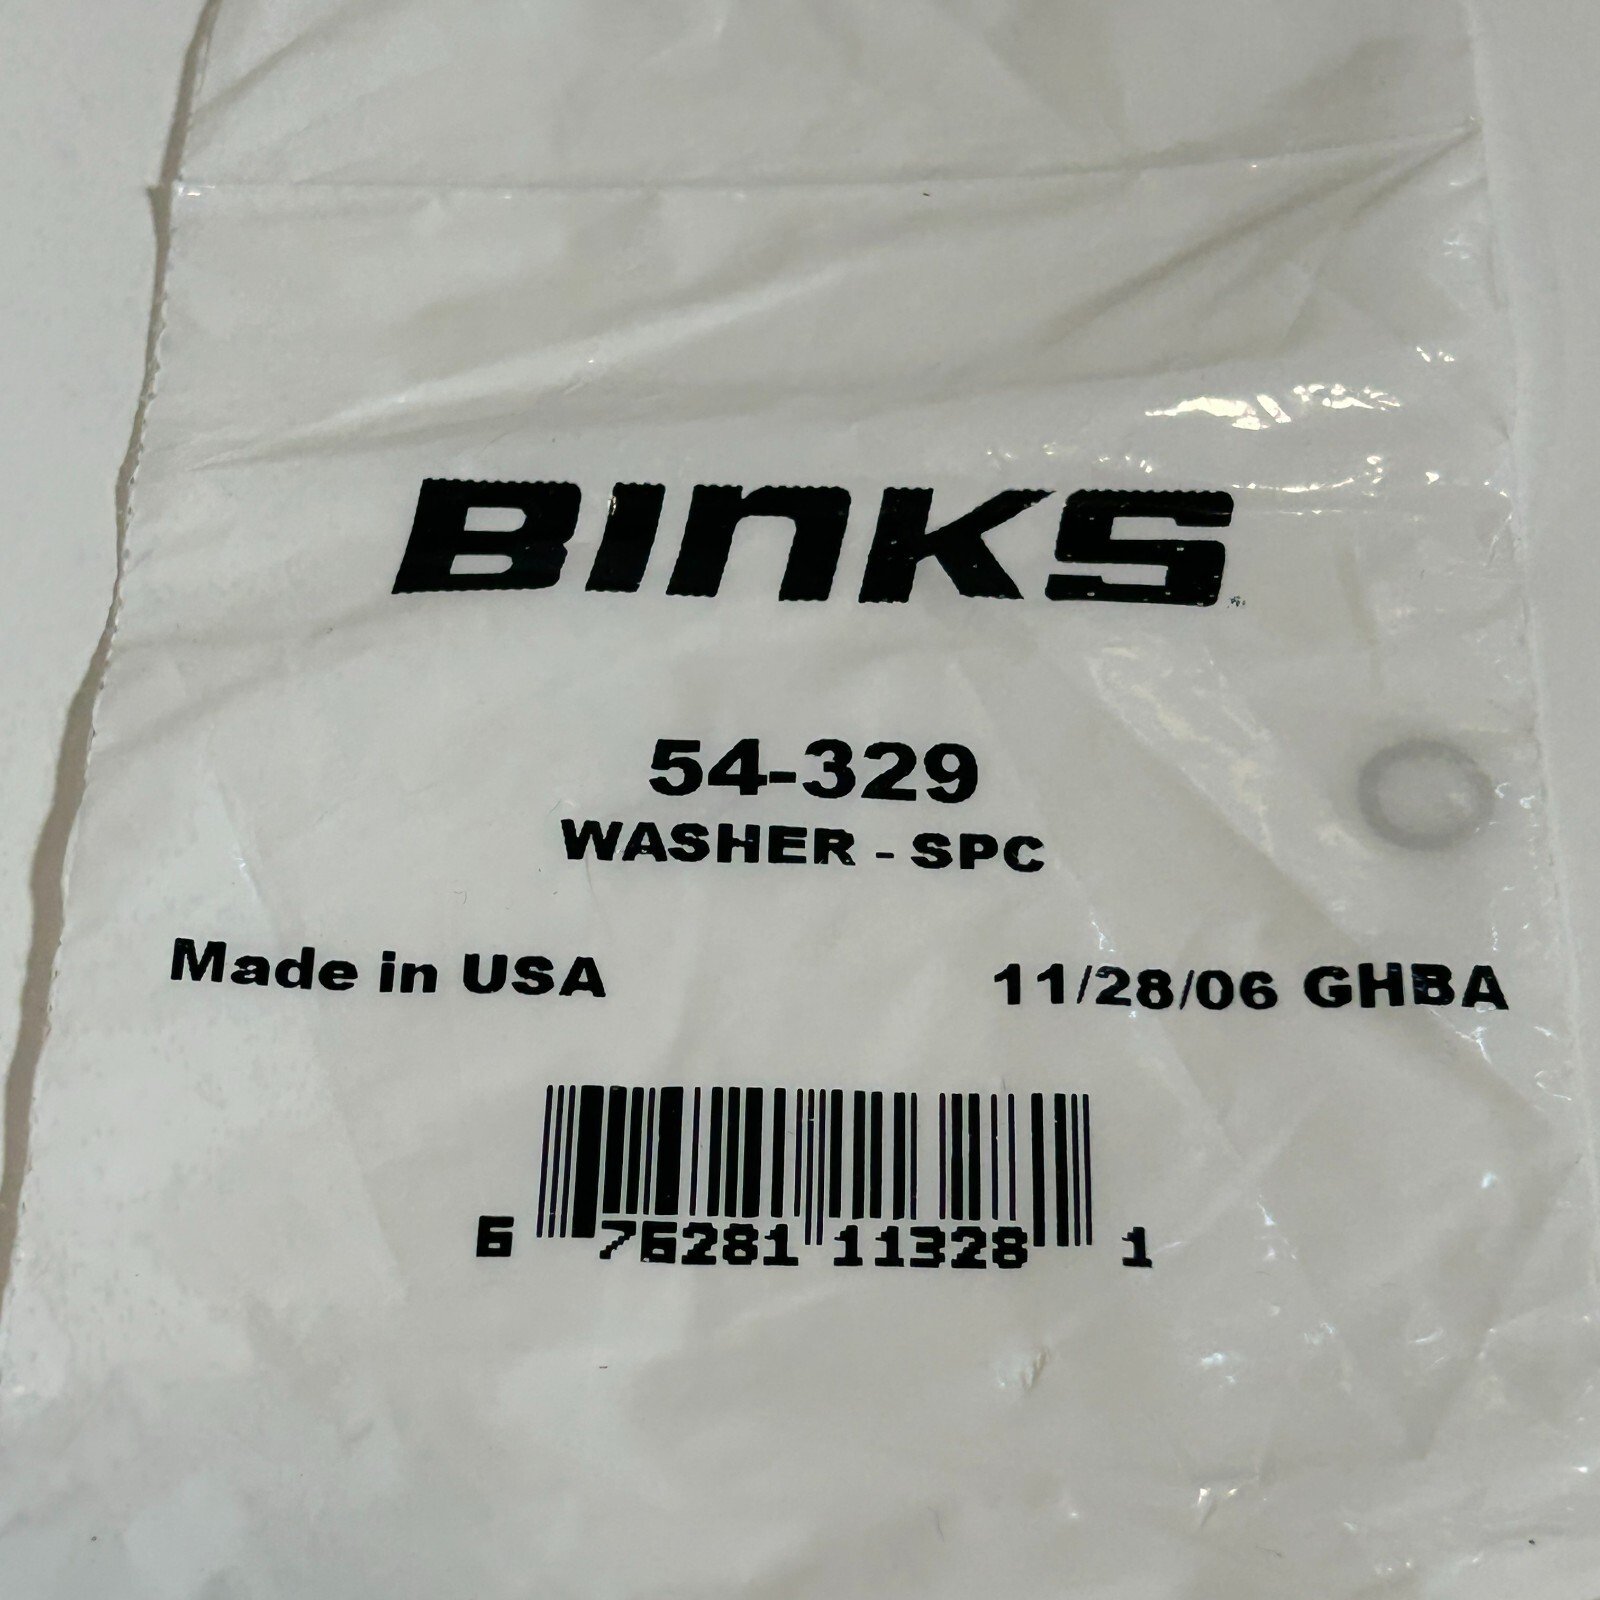 BINKS
54-329
WASHER - SPC
Made in USA
11/28/06 GHBA
6 76281 11328 1